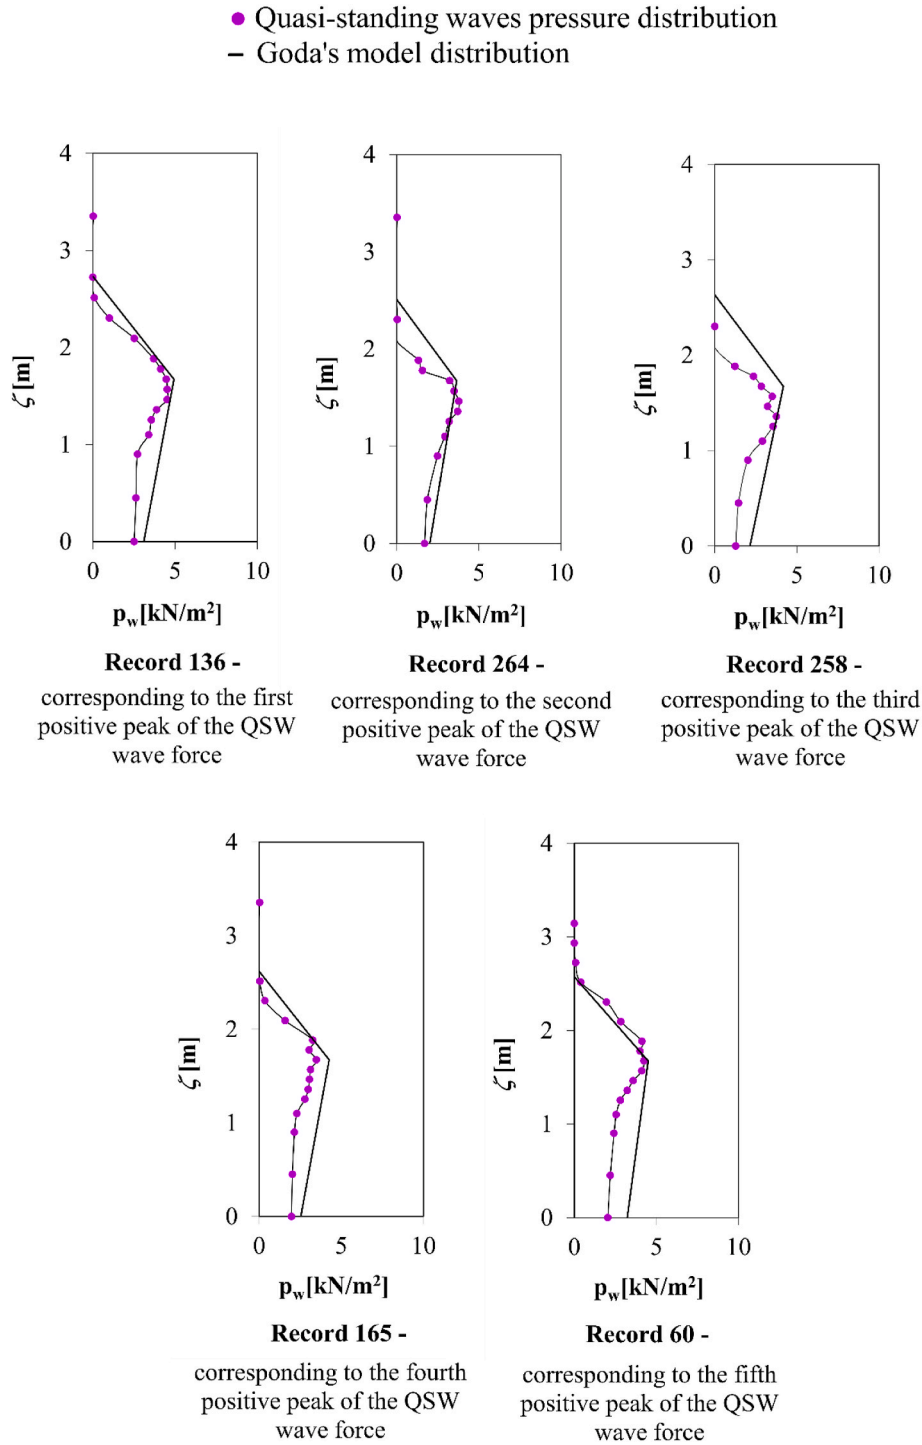 Quasi-standing waves pressure distribution
Goda's model distribution
4
3
2
1
0
ζ [m]
0 5 10
p_w[kN/m²]
Record 136 -
corresponding to the first
positive peak of the QSW
wave force
4
3
2
1
0
ζ [m]
0 5 10
p_w[kN/m²]
Record 264 -
corresponding to the second
positive peak of the QSW
wave force
4
3
2
1
0
ζ [m]
0 5 10
p_w[kN/m²]
Record 258 -
corresponding to the third
positive peak of the QSW
wave force
4
3
2
1
0
ζ [m]
0 5 10
p_w[kN/m²]
Record 165 -
corresponding to the fourth
positive peak of the QSW
wave force
4
3
2
1
0
ζ [m]
0 5 10
p_w[kN/m²]
Record 60 -
corresponding to the fifth
positive peak of the QSW
wave force